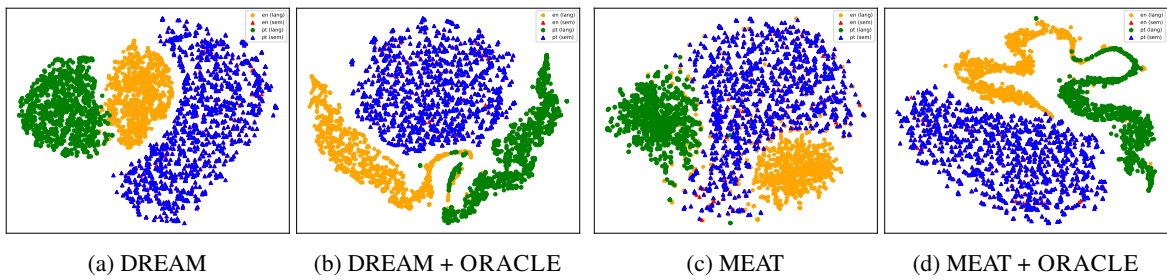 en (lang)
en (sem)
pt (lang)
pt (sem)
en (lang)
en (sem)
pt (lang)
pt (sem)
en (lang)
en (sem)
pt (lang)
pt (sem)
en (lang)
en (sem)
pt (lang)
pt (sem)
(a) DREAM
(b) DREAM + ORACLE
(c) MEAT
(d) MEAT + ORACLE